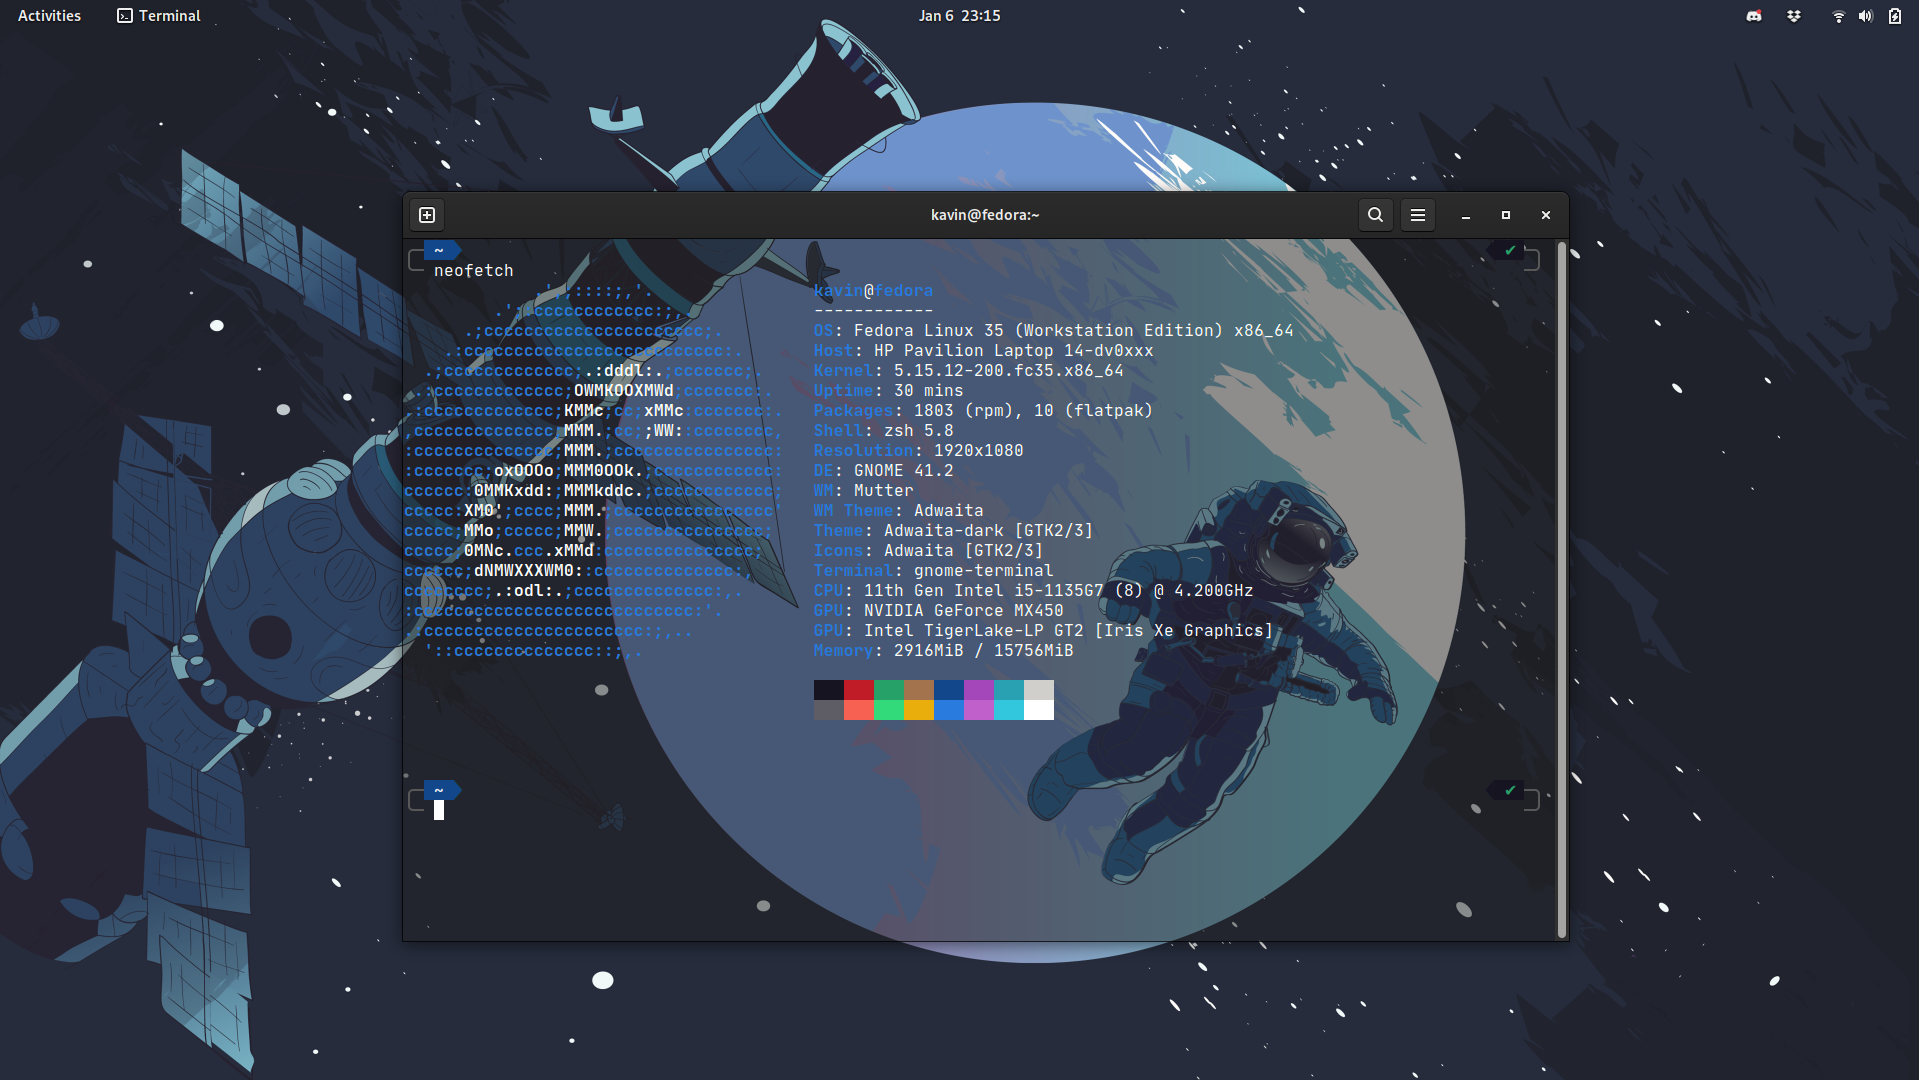 Activities
Terminal
Jan 6 23:15
kavin@fedora:~
~
neofetch
kavin@fedora
------------
OS: Fedora Linux 35 (Workstation Edition) x86_64
Host: HP Pavilion Laptop 14-dv0xxx
Kernel: 5.15.12-200.fc35.x86_64
Uptime: 30 mins
Packages: 1803 (rpm), 10 (flatpak)
Shell: zsh 5.8
Resolution: 1920x1080
DE: GNOME 41.2
WM: Mutter
WM Theme: Adwaita
Theme: Adwaita-dark [GTK2/3]
Icons: Adwaita [GTK2/3]
Terminal: gnome-terminal
CPU: 11th Gen Intel i5-1135G7 (8) @ 4.200GHz
GPU: NVIDIA GeForce MX450
GPU: Intel TigerLake-LP GT2 [Iris Xe Graphics]
Memory: 2916MiB / 15756MiB
~